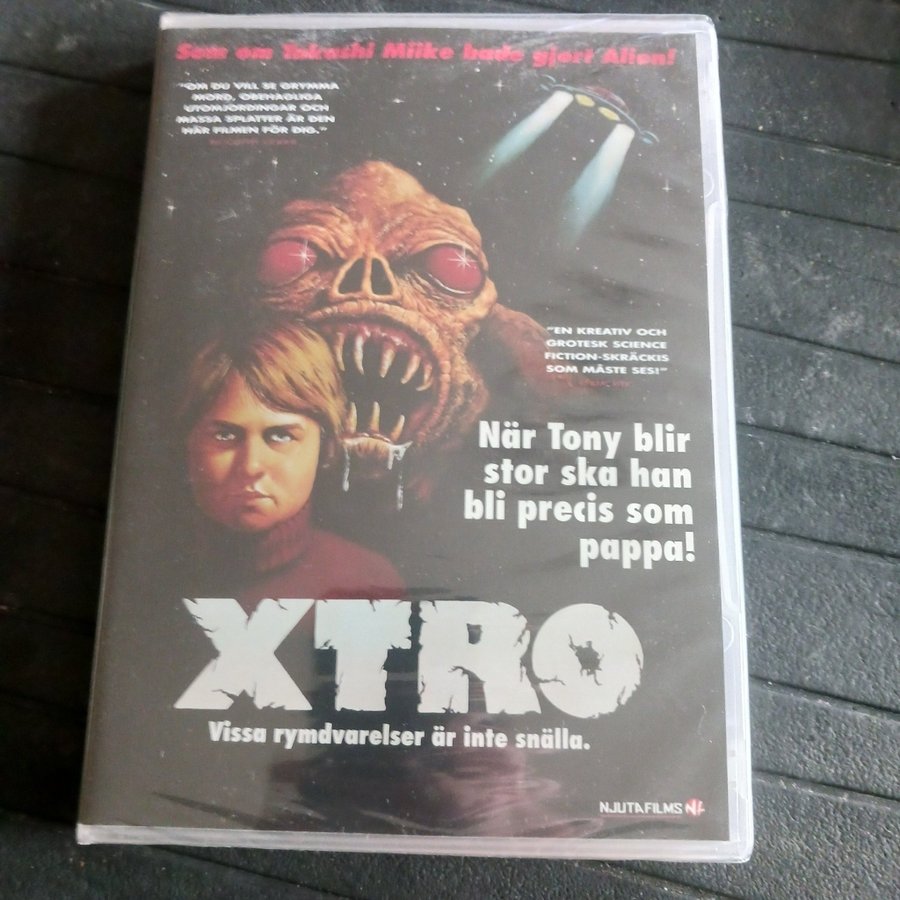 Som om Takashi Miike hade gjort Alien!
"OM DU VILL SE GRYMMA
MORD, OBEHAGLIGA
UTOMJORDINGAR OCH
MASSA SPLATTER ÄR DEN
HÄR FILMEN FÖR DIG."
"EN KREATIV OCH
GROTESK SCIENCE
FICTION-SKRÄCKIS
SOM MÅSTE SES!"
När Tony blir
stor ska han
bli precis som
pappa!
XTRO
Vissa rymdvarelser är inte snälla.
NJUTAFILMS